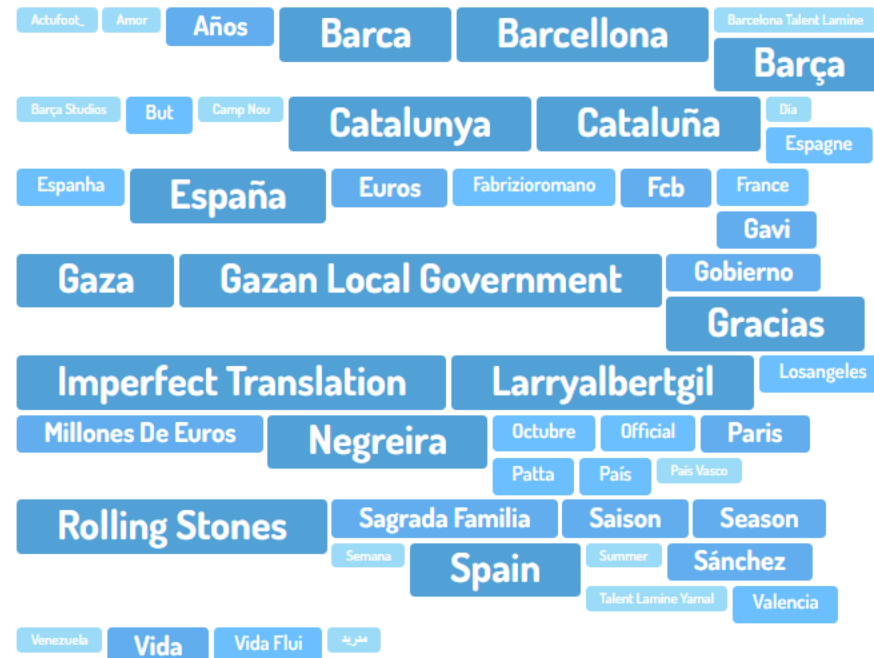 Actufoot_ Amor Años Barca Barcellona Barcelona Talent Lamine
Barça
Barça Studios But Camp Nou Catalunya Cataluña Día
Espagne
Espanha España Euros Fabrizioromano Fcb France
Gavi
Gaza Gazan Local Government Gobierno
Gracias
Imperfect Translation Larryalbertgil Losangeles
Millones De Euros Negreira Octubre Official Paris
Patta País País Vasco
Rolling Stones Sagrada Familia Saison Season
Semana Spain Summer Sánchez
Talent Lamine Yamal Valencia
Venezuela Vida Vida Flui مدريد